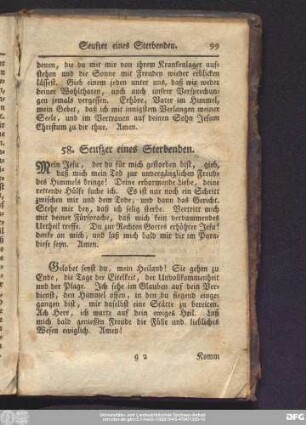 Seufzer eines Sterbenden. 99
denen, die du mit mir von ihrem Krankenlager auf-
stehen und die Sonne mit Freuden wieder erblicken
lässest. Gieb einem jeden unter uns, daß wir weder
deiner Wohlthaten, noch auch unsrer Versprechun-
gen jemals vergessen. Erhöre, Vater im Himmel,
mein Gebet, das ich mit innigstem Verlangen meiner
Seele, und im Vertrauen auf deinen Sohn Jesum
Christum zu dir thue. Amen.
58. Seufzer eines Sterbenden.
Mein Jesu, der du für mich gestorben bist, gieb,
daß mich mein Tod zur unvergänglichen Freude
des Himmels bringe! Deine erbarmende Liebe, deine
rettende Hülfe suche ich. Es ist nur noch ein Schritt
zwischen mir und dem Tode, und dann das Gericht.
Stehe mir bey, daß ich selig sterbe. Vertritt mich
mit deiner Fürsprache, daß mich kein verdammendes
Urtheil treffe. Du zur Rechten Gottes erhöhter Jesu!
denke an mich, und laß mich bald mit dir im Para-
diese seyn. Amen.
Gelobet seyst du, mein Heiland! Sie gehen zu
Ende, die Tage der Eitelkeit, der Unvollkommenheit
und der Plage. Ich sehe im Glauben auf dein Ver-
dienst, den Himmel offen, in den du siegend einge-
gangen bist, mir daselbst eine Stätte zu bereiten.
Ach Herr, ich warte auf dein ewiges Heil. Laß
mich bald geniessen Freude die Fülle und liebliches
Wesen ewiglich. Amen!
g 2 Komm